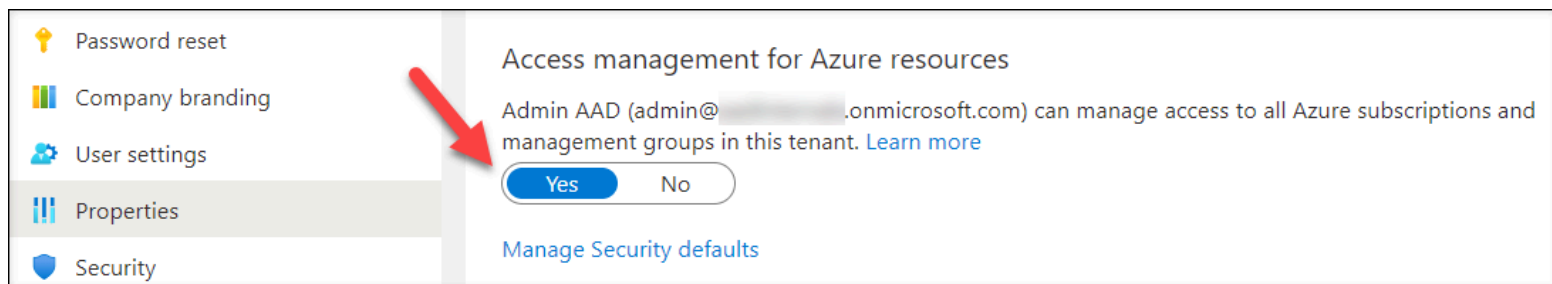 Password reset
Company branding
User settings
Properties
Security
Access management for Azure resources
Admin AAD (admin@ .onmicrosoft.com) can manage access to all Azure subscriptions and
management groups in this tenant. Learn more
Yes No
Manage Security defaults